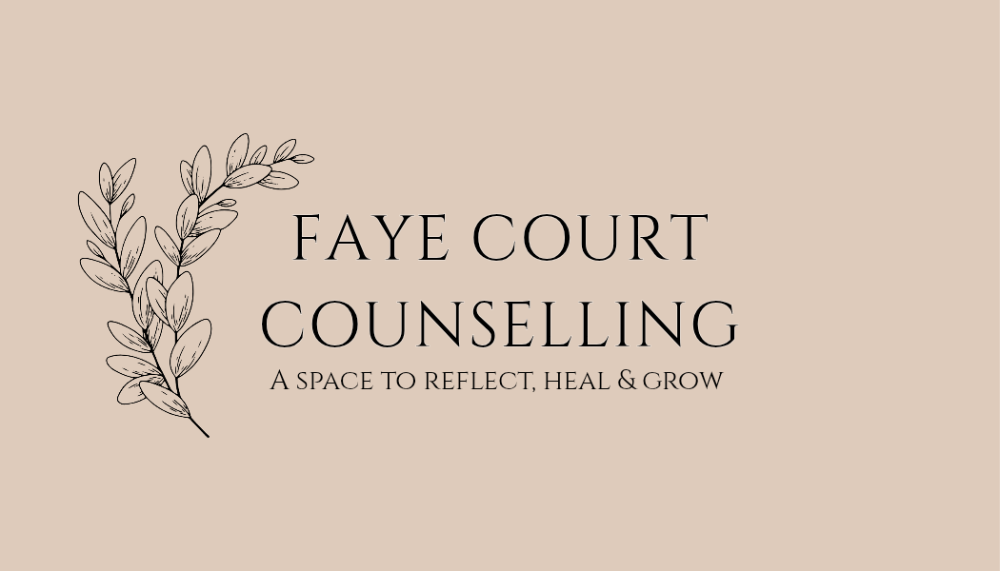 FAYE COURT
COUNSELLING
A SPACE TO REFLECT, HEAL & GROW